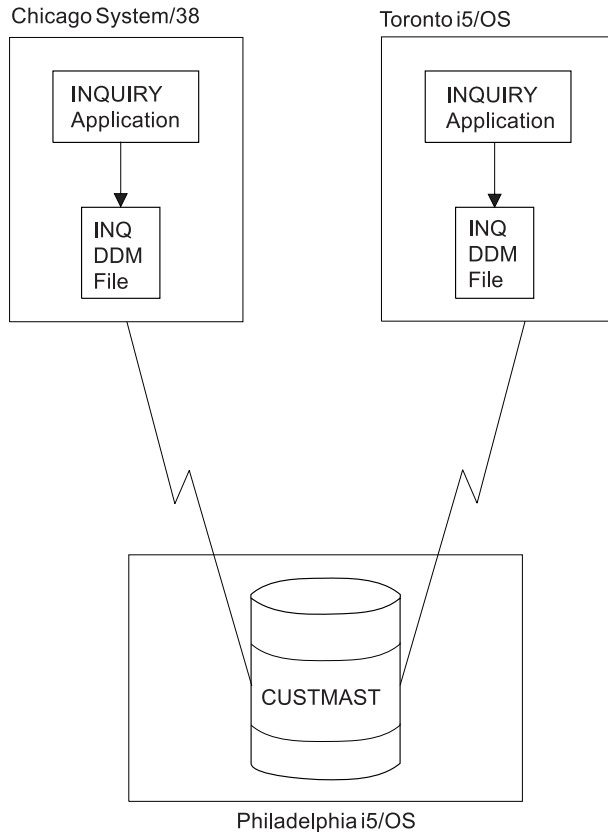 Chicago System/38
INQUIRY
Application
INQ
DDM
File
Toronto i5/OS
INQUIRY
Application
INQ
DDM
File
CUSTMAST
Philadelphia i5/OS